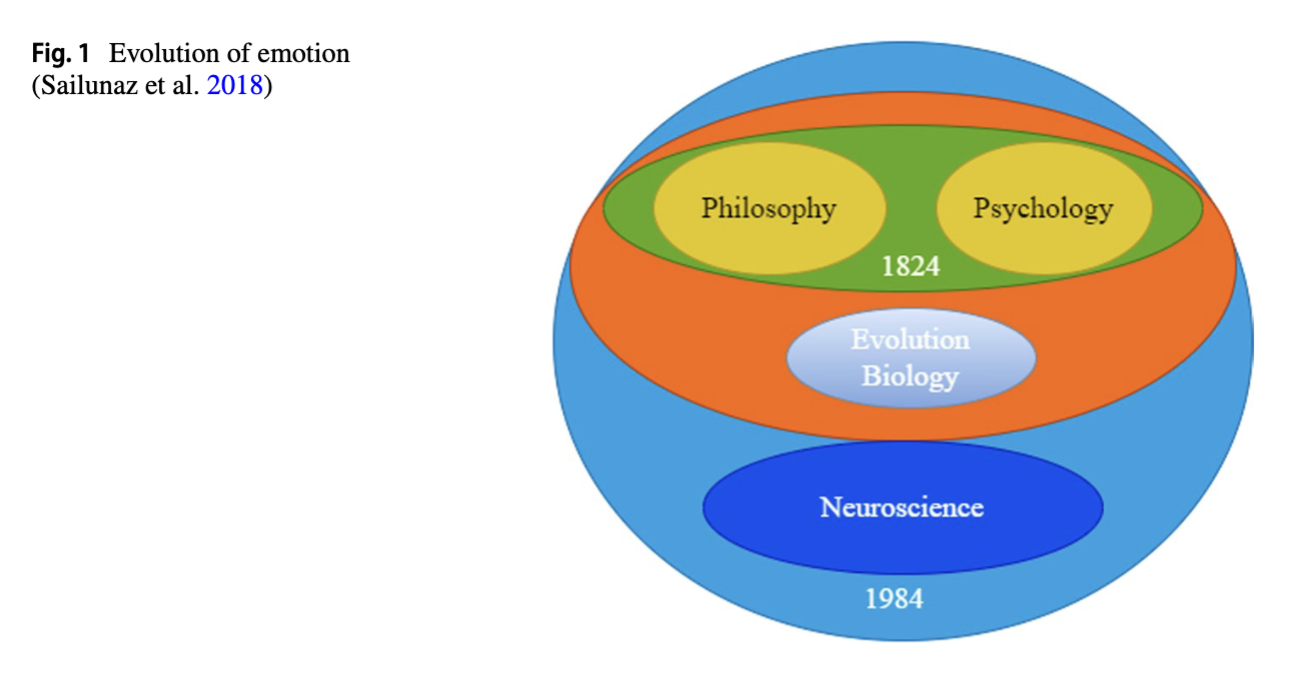 Fig. 1 Evolution of emotion
(Sailunaz et al. 2018)
Philosophy
Psychology
1824
Evolution
Biology
Neuroscience
1984